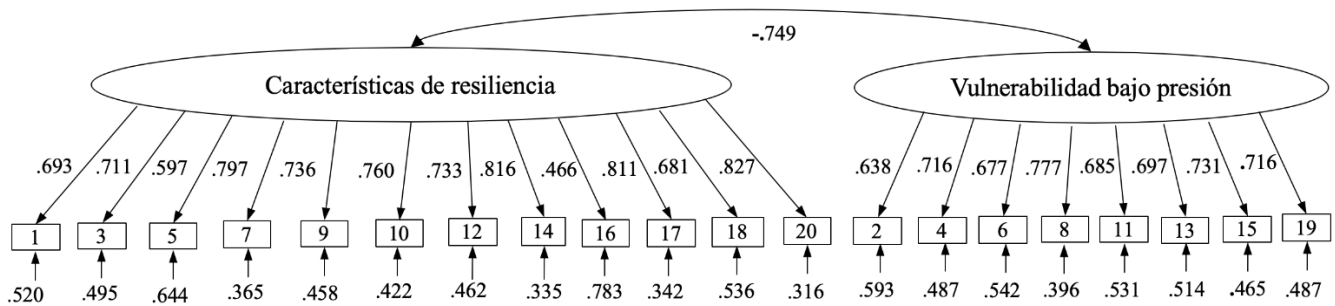 -.749
Características de resiliencia
Vulnerabilidad bajo presión
.693 .711 .597 .797 .736 .760 .733 .816 .466 .811 .681 .827 .638 .716 .677 .777 .685 .697 .731 .716
1 3 5 7 9 10 12 14 16 17 18 20 2 4 6 8 11 13 15 19
.520 .495 .644 .365 .458 .422 .462 .335 .783 .342 .536 .316 .593 .487 .542 .396 .531 .514 .465 .487